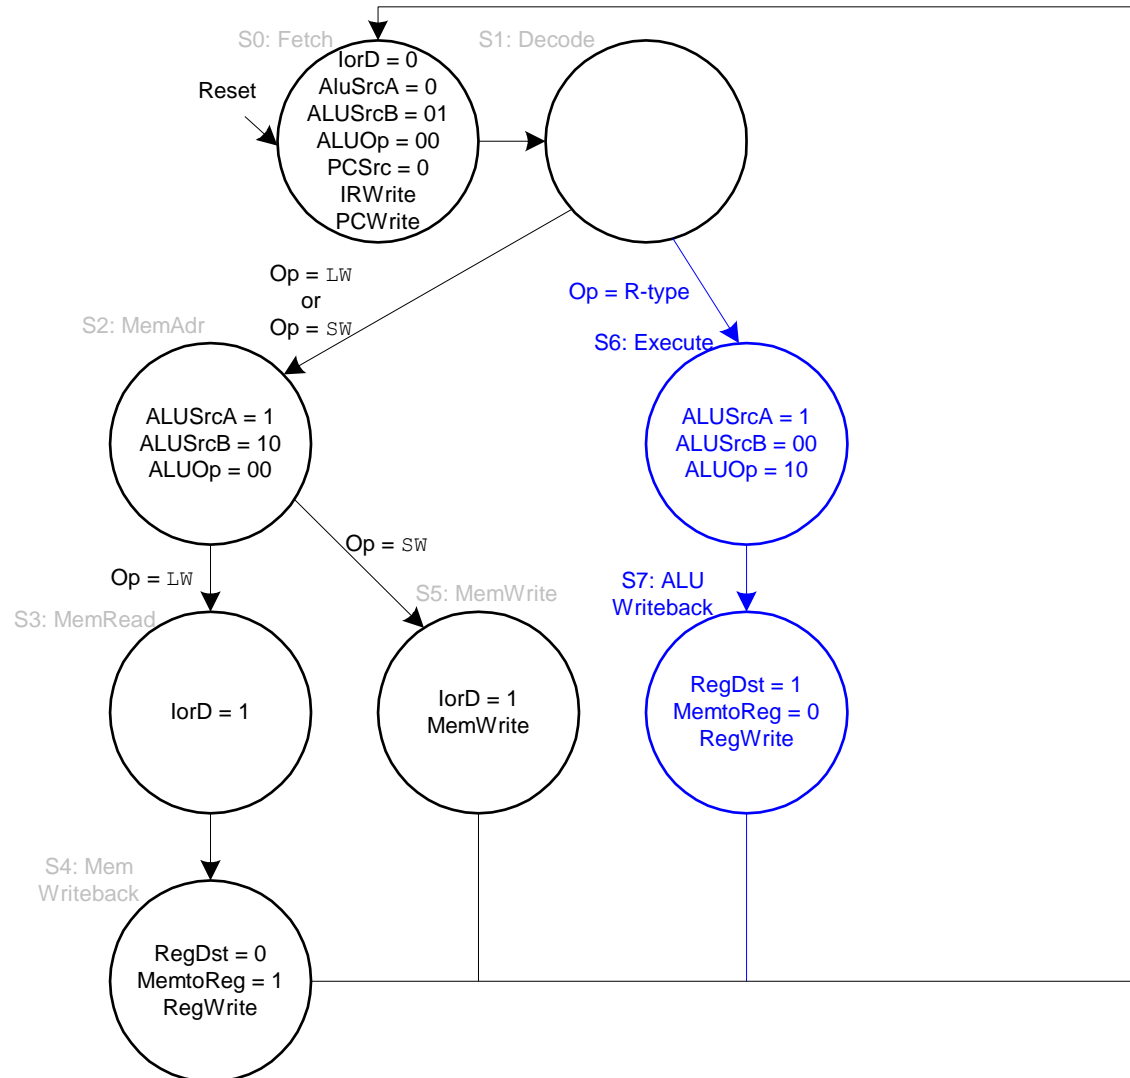 S0: Fetch
S1: Decode
Reset
IorD = 0
AluSrcA = 0
ALUSrcB = 01
ALUOp = 00
PCSrc = 0
IRWrite
PCWrite
Op = LW
or
Op = SW
Op = R-type
S2: MemAdr
S6: Execute
ALUSrcA = 1
ALUSrcB = 10
ALUOp = 00
ALUSrcA = 1
ALUSrcB = 00
ALUOp = 10
Op = LW
Op = SW
S3: MemRead
S5: MemWrite
S7: ALU
Writeback
IorD = 1
IorD = 1
MemWrite
RegDst = 1
MemtoReg = 0
RegWrite
S4: Mem
Writeback
RegDst = 0
MemtoReg = 1
RegWrite